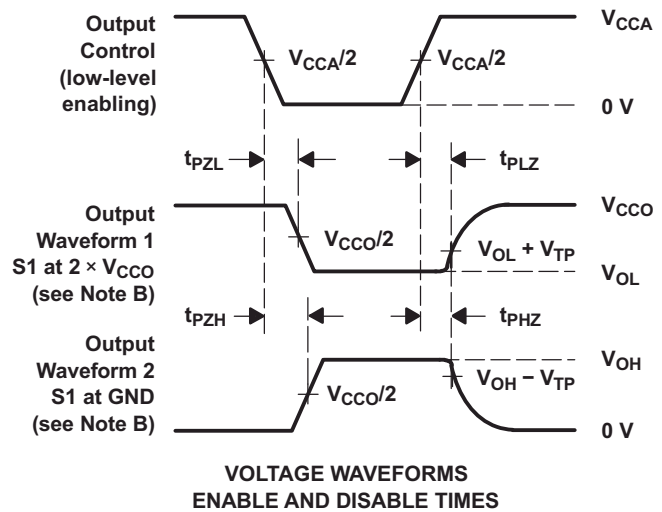 Output
Control
(low-level
enabling)
V_CCA
V_CCA/2
V_CCA/2
0 V
t_PZL
t_PLZ
Output
Waveform 1
S1 at 2 × V_CCO
(see Note B)
V_CCO
V_CCO/2
V_OL + V_TP
V_OL
t_PZH
t_PHZ
Output
Waveform 2
S1 at GND
(see Note B)
V_OH
V_CCO/2
V_OH − V_TP
0 V
VOLTAGE WAVEFORMS
ENABLE AND DISABLE TIMES